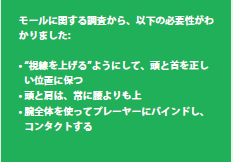 モールに関する調査から、以下の必要性がわ
かりました:
• “視線を上げる”ようにして、頭と首を正し
い位置に保つ
• 頭と肩は、常に腰よりも上
• 腕全体を使ってプレーヤーにバインドし、
コンタクトする